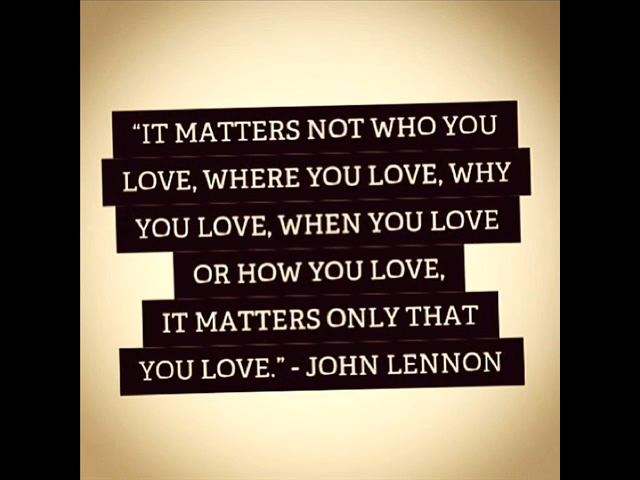 “IT MATTERS NOT WHO YOU
LOVE, WHERE YOU LOVE, WHY
YOU LOVE, WHEN YOU LOVE
OR HOW YOU LOVE,
IT MATTERS ONLY THAT
YOU LOVE.” - JOHN LENNON